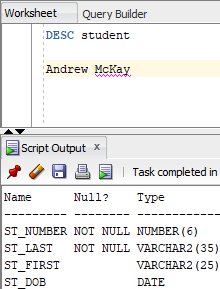 Worksheet Query Builder
DESC student
Andrew McKay
Script Output x
Task completed in
Name Null? Type
--------- -------- ------------
ST_NUMBER NOT NULL NUMBER(6)
ST_LAST NOT NULL VARCHAR2(35)
ST_FIRST VARCHAR2(25)
ST_DOB DATE